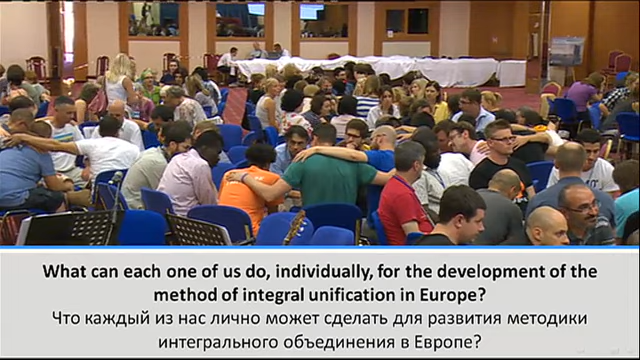 What can each one of us do, individually, for the development of the
method of integral unification in Europe?
Что каждый из нас лично может сделать для развития методики
интегрального объединения в Европе?